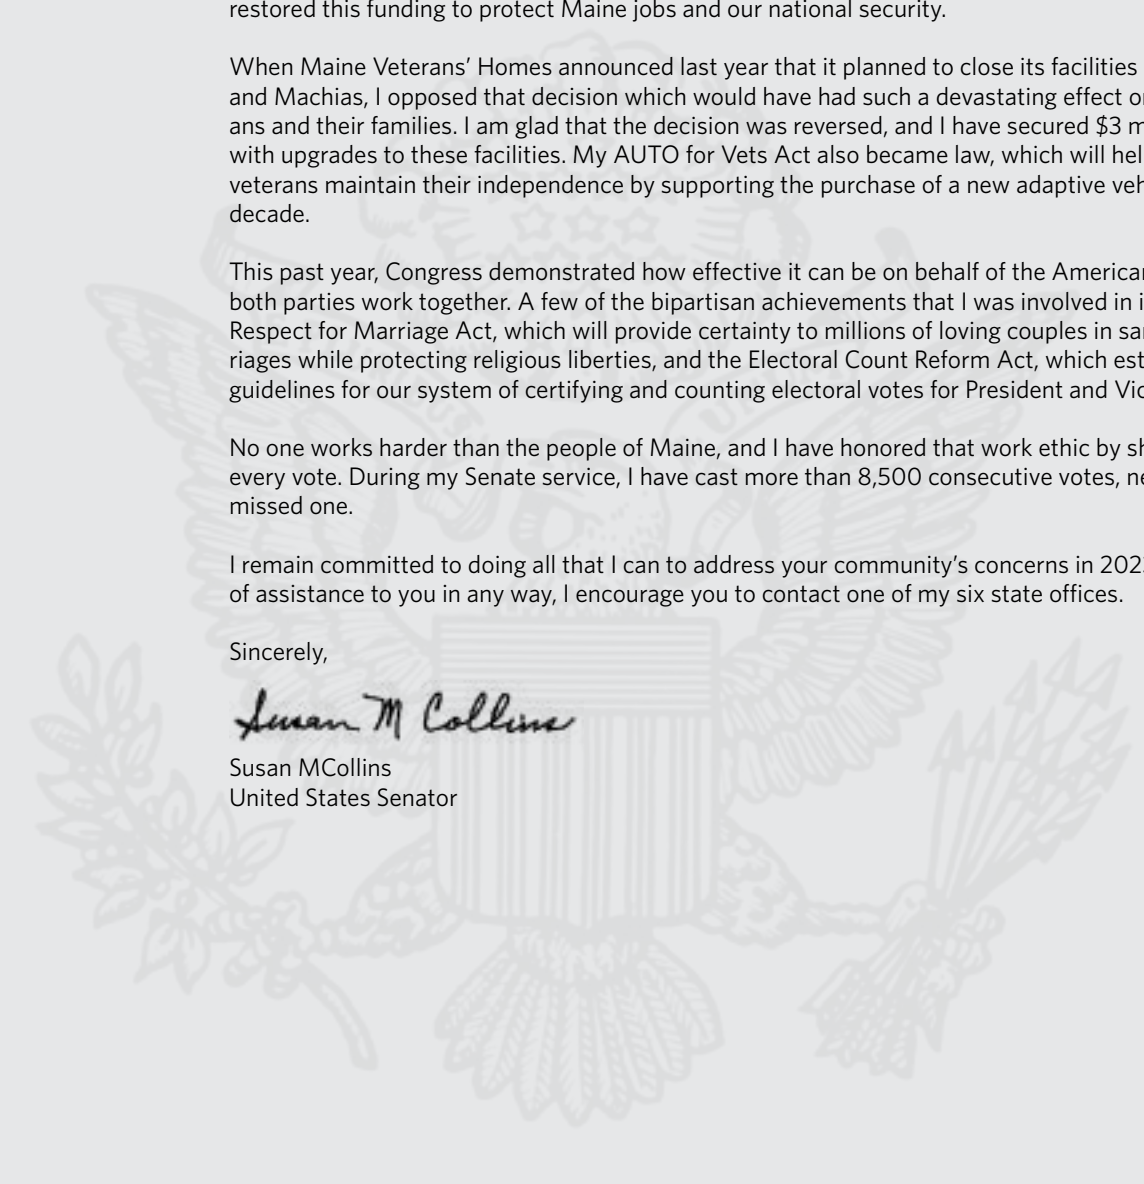 restored this funding to protect Maine jobs and our national security.
When Maine Veterans’ Homes announced last year that it planned to close its facilities
and Machias, I opposed that decision which would have had such a devastating effect
ans and their families. I am glad that the decision was reversed, and I have secured $3
with upgrades to these facilities. My AUTO for Vets Act also became law, which will
veterans maintain their independence by supporting the purchase of a new adaptive
decade.
This past year, Congress demonstrated how effective it can be on behalf of the
both parties work together. A few of the bipartisan achievements that I was involved in
Respect for Marriage Act, which will provide certainty to millions of loving couples in
riages while protecting religious liberties, and the Electoral Count Reform Act, which
guidelines for our system of certifying and counting electoral votes for President and
No one works harder than the people of Maine, and I have honored that work ethic by
every vote. During my Senate service, I have cast more than 8,500 consecutive votes,
missed one.
I remain committed to doing all that I can to address your community’s concerns in
of assistance to you in any way, I encourage you to contact one of my six state offices.
Sincerely,
Susan M Collins
Susan MCollins
United States Senator